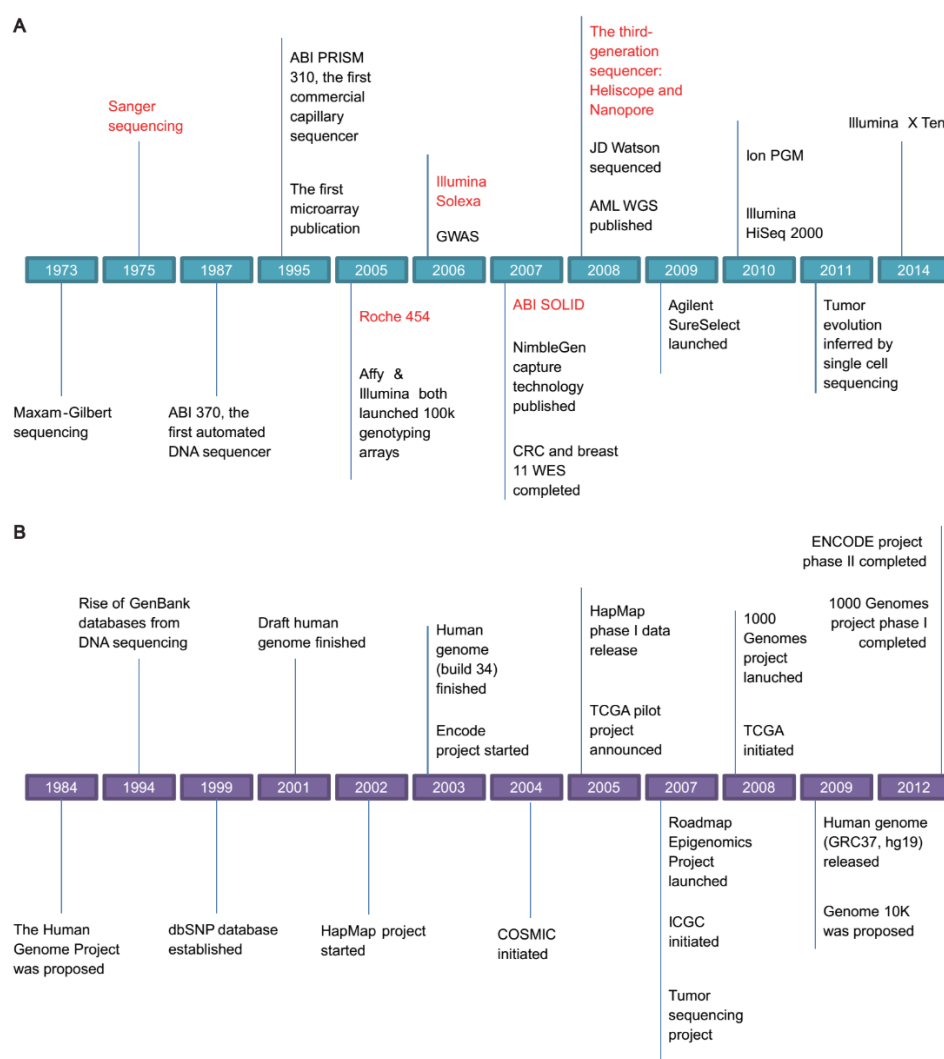 A
Sanger
sequencing
ABI PRISM
310, the first
commercial
capillary
sequencer
The first
microarray
publication
Illumina
Solexa
GWAS
The third-
generation
sequencer:
Heliscope and
Nanopore
JD Watson
sequenced
AML WGS
published
Ion PGM
Illumina
HiSeq 2000
Illumina X Ten
1973
1975
1987
1995
2005
2006
2007
2008
2009
2010
2011
2014
Maxam-Gilbert
sequencing
ABI 370, the
first automated
DNA sequencer
Roche 454
Affy &
Illumina both
launched 100k
genotyping
arrays
ABI SOLID
NimbleGen
capture
technology
published
CRC and breast
11 WES
completed
Agilent
SureSelect
launched
Tumor
evolution
inferred by
single cell
sequencing
B
Rise of GenBank
databases from
DNA sequencing
Draft human
genome finished
Human
genome
(build 34)
finished
Encode
project started
HapMap
phase I data
release
TCGA pilot
project
announced
1000
Genomes
project
lanuched
TCGA
initiated
ENCODE project
phase II completed
1000 Genomes
project phase I
completed
1984
1994
1999
2001
2002
2003
2004
2005
2007
2008
2009
2012
The Human
Genome Project
was proposed
dbSNP database
established
HapMap project
started
COSMIC
initiated
Roadmap
Epigenomics
Project
launched
ICGC
initiated
Tumor
sequencing
project
Human genome
(GRC37, hg19)
released
Genome 10K
was proposed